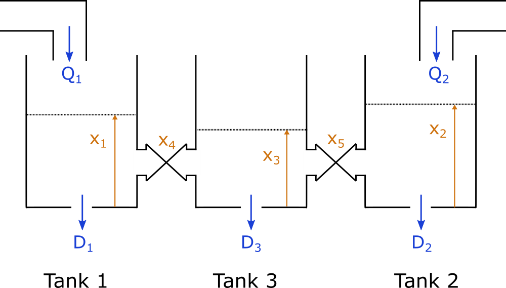 Q₁ Q₂
x₁ x₄ x₃ x₅ x₂
D₁ D₃ D₂
Tank 1 Tank 3 Tank 2